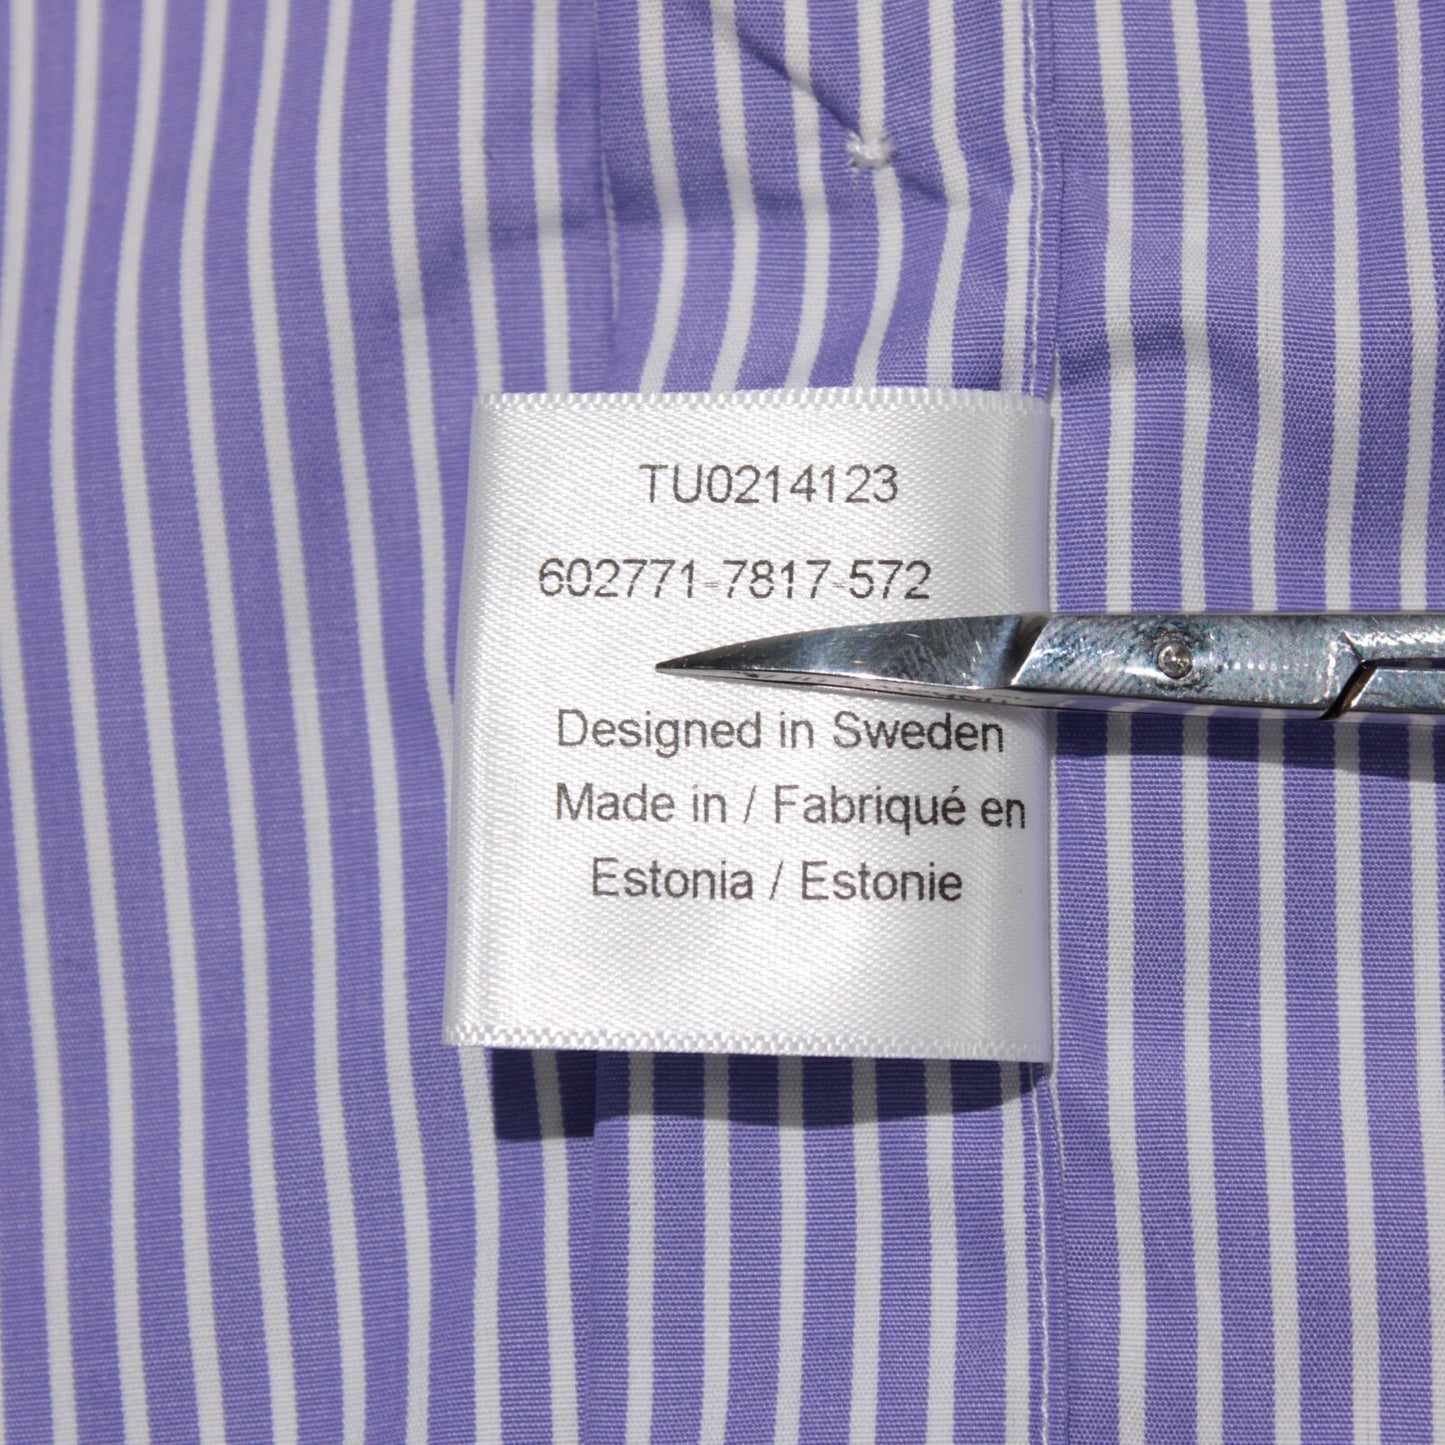 TU0214123
602771-7817-572
Designed in Sweden
Made in / Fabriqué en
Estonia / Estonie